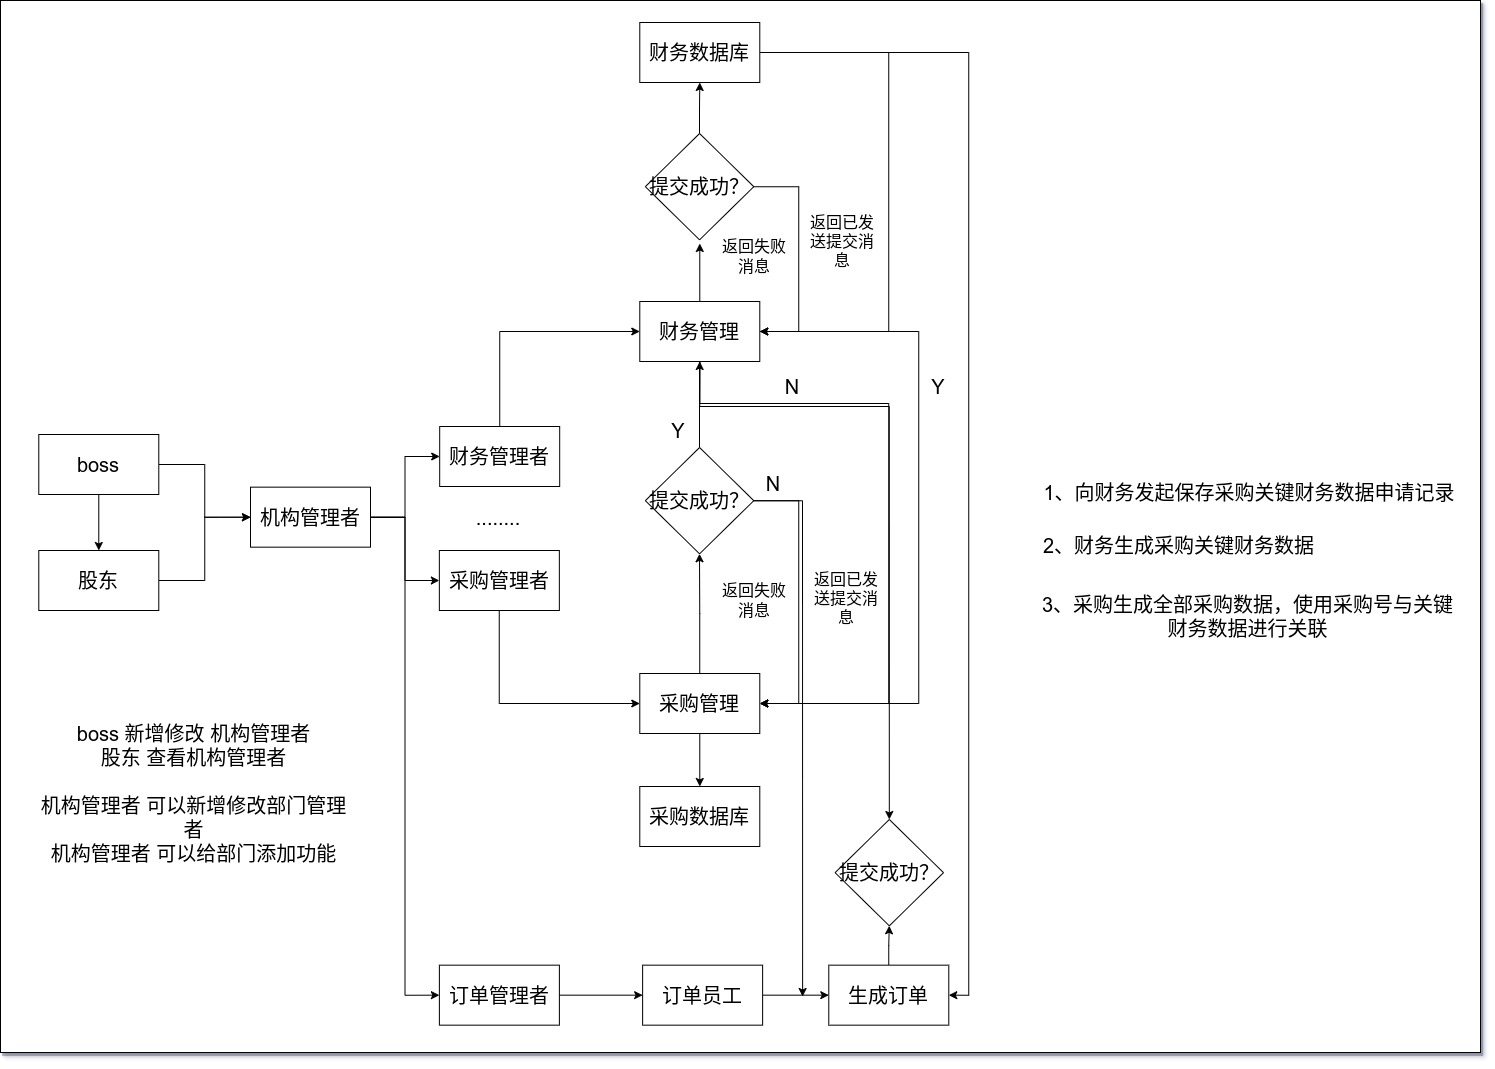 财务数据库
提交成功?
返回失败
消息
返回已发
送提交消
息
财务管理
N
Y
Y
财务管理者
boss
机构管理者
提交成功?
N
........
股东
采购管理者
返回失败
消息
返回已发
送提交消
息
1、向财务发起保存采购关键财务数据申请记录
2、财务生成采购关键财务数据
3、采购生成全部采购数据，使用采购号与关键
财务数据进行关联
采购管理
boss 新增修改 机构管理者
股东 查看机构管理者
机构管理者 可以新增修改部门管理
者
机构管理者 可以给部门添加功能
采购数据库
提交成功?
订单管理者
订单员工
生成订单